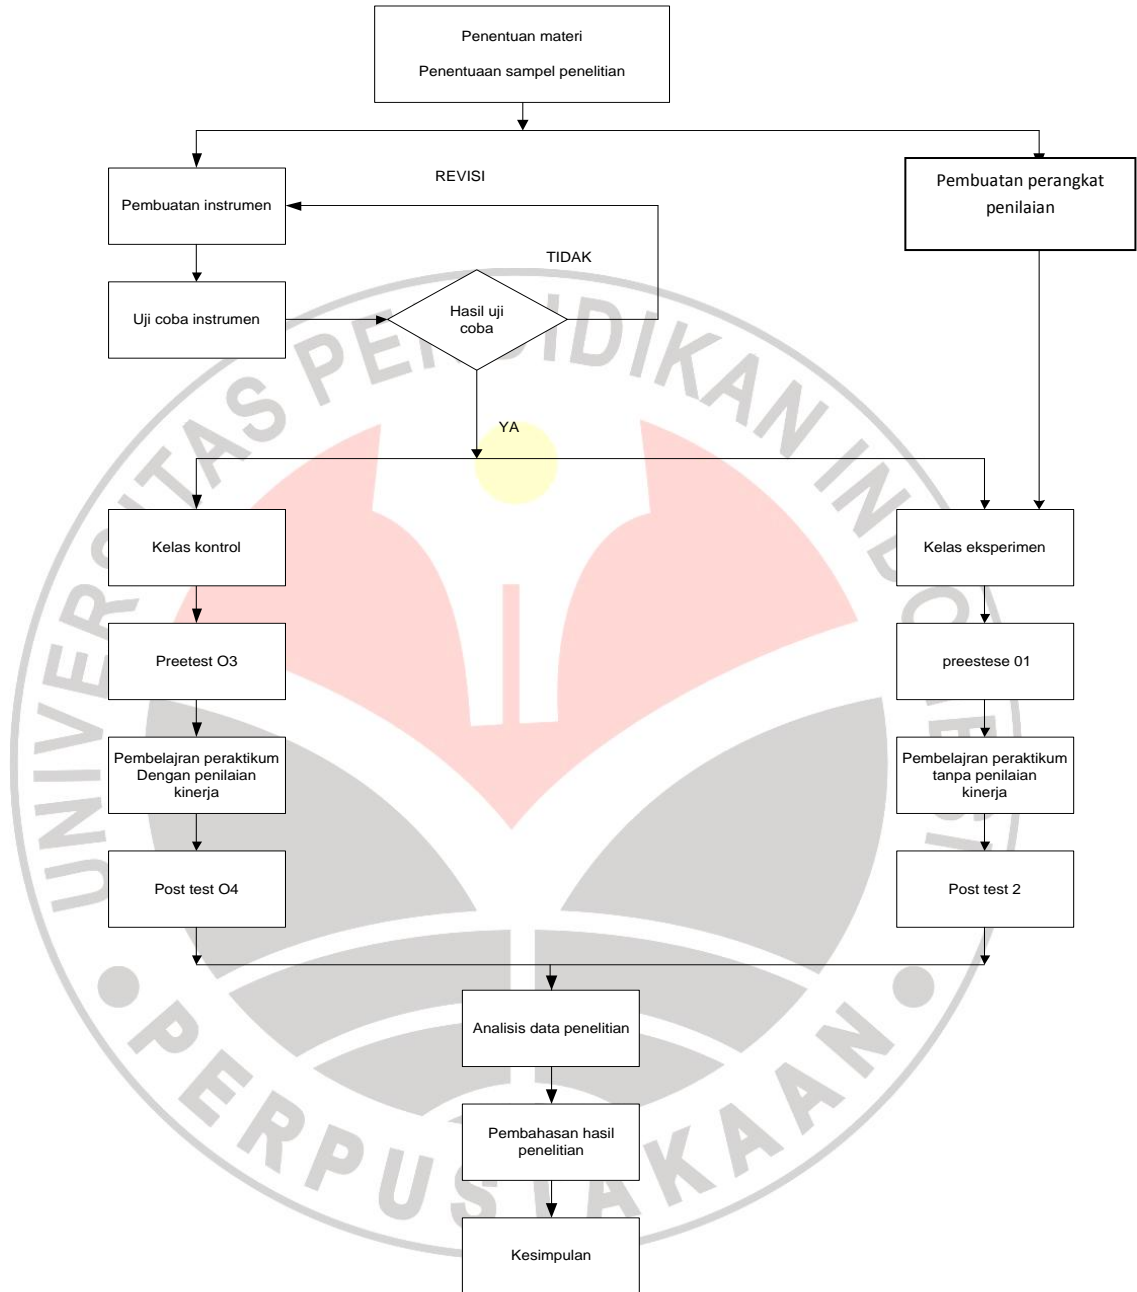 Penentuan materi
Penentuaan sampel penelitian
REVISI
Pembuatan instrumen
Pembuatan perangkat
penilaian
TIDAK
Uji coba instrumen
Hasil uji
coba
YA
Kelas kontrol
Kelas eksperimen
Preetest O3
preestese 01
Pembelajran peraktikum
Dengan penilaian
kinerja
Pembelajran peraktikum
tanpa penilaian
kinerja
Post test O4
Post test 2
Analisis data penelitian
Pembahasan hasil
penelitian
Kesimpulan
UNIVERSITAS PENDIDIKAN INDONESIA
PERPUSTAKAAN